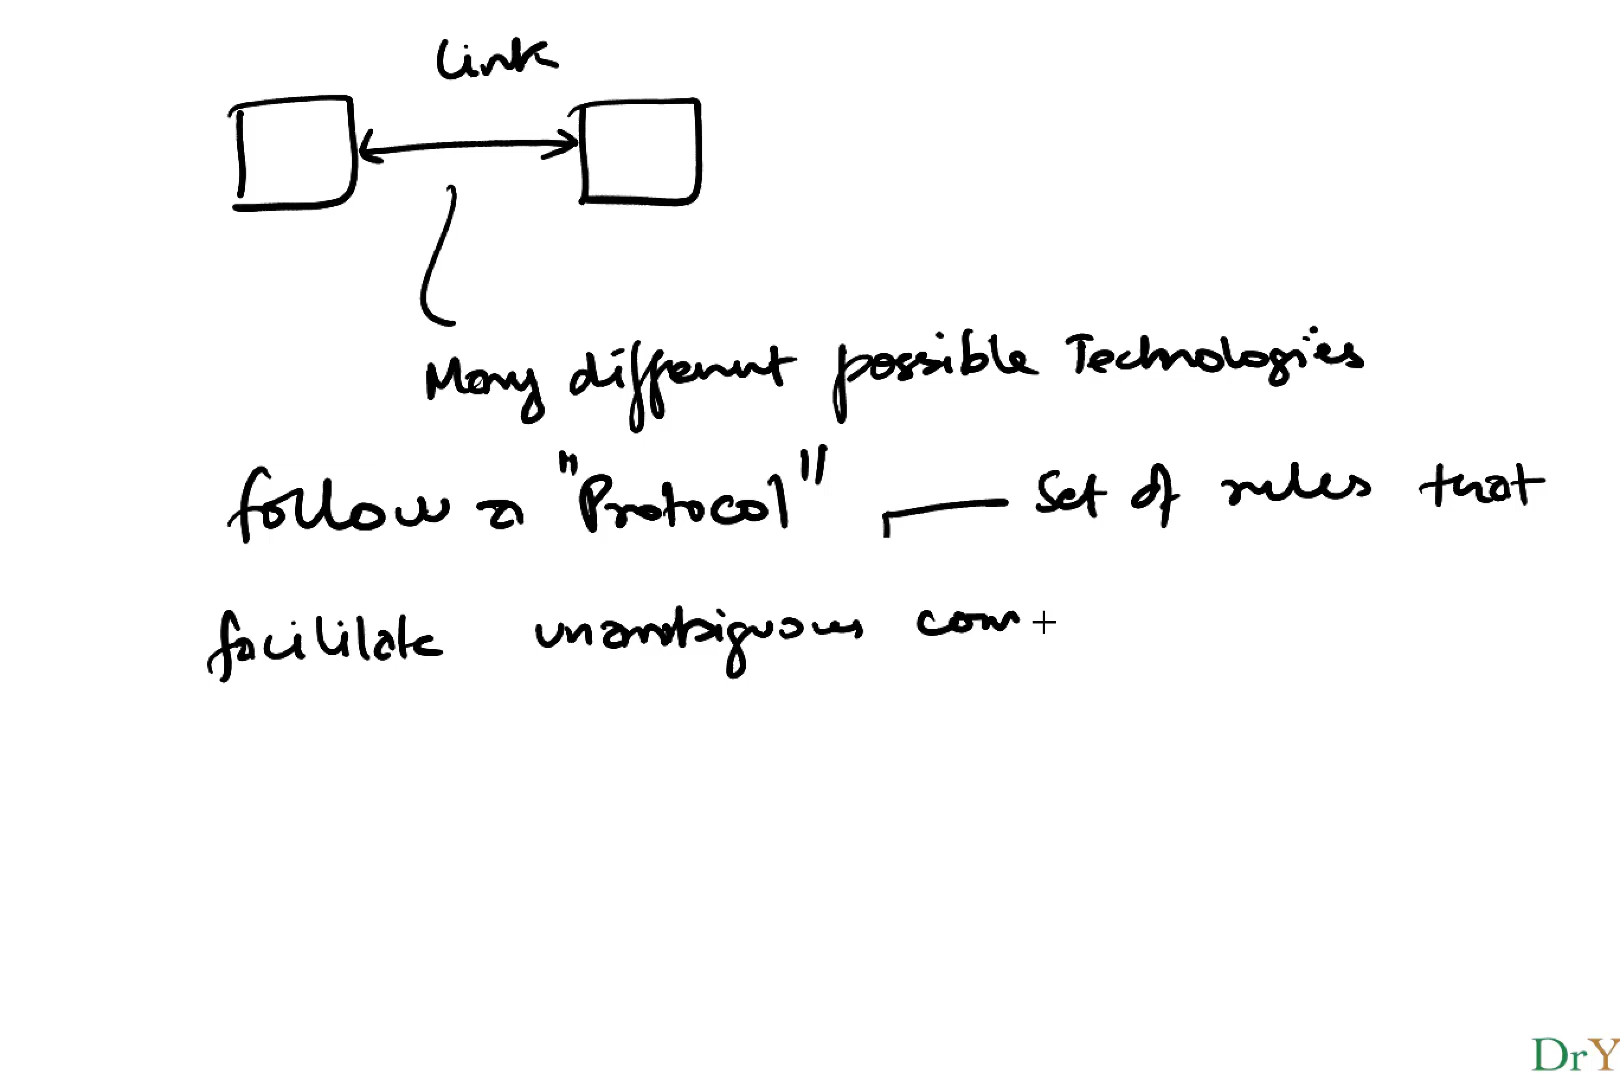 Link
Many different possible Technologies
follow a "Protocol" Set of rules that
facilitate unambiguous com
DrY